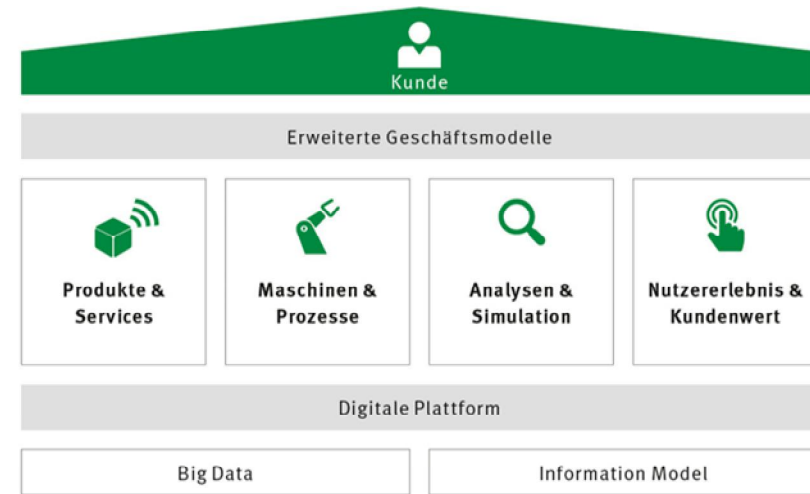 Kunde
Erweiterte Geschäftsmodelle
Produkte &
Services
Maschinen &
Prozesse
Analysen &
Simulation
Nutzererlebnis &
Kundenwert
Digitale Plattform
Big Data
Information Model